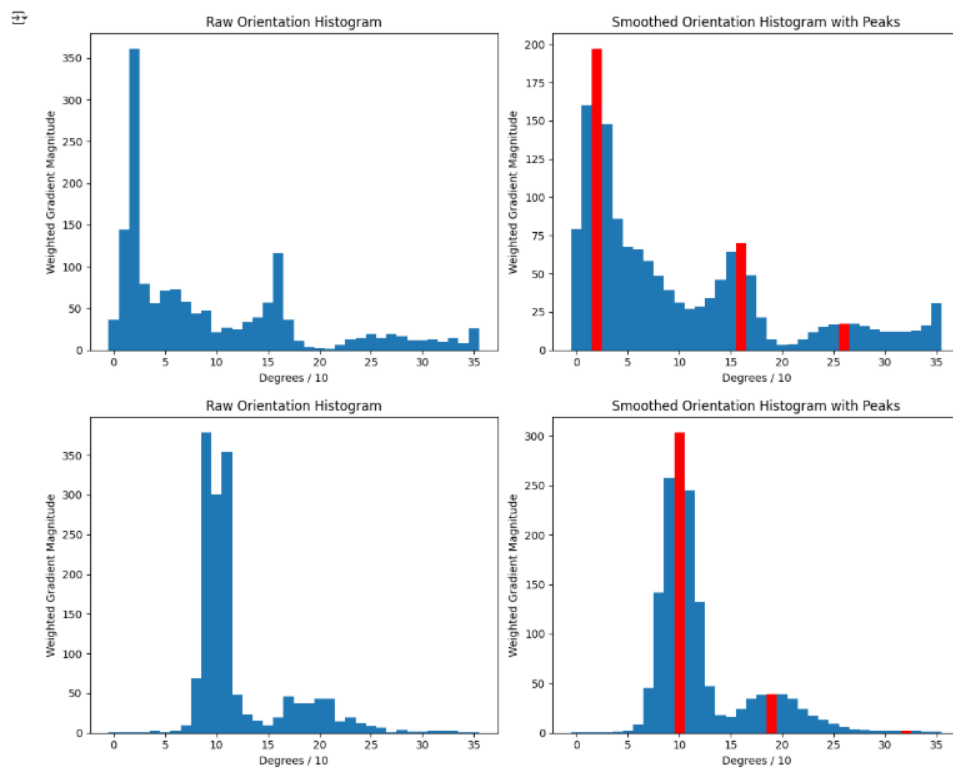 Raw Orientation Histogram
Weighted Gradient Magnitude
350
300
250
200
150
100
50
0
0 5 10 15 20 25 30 35
Degrees / 10
Smoothed Orientation Histogram with Peaks
Weighted Gradient Magnitude
200
175
150
125
100
75
50
25
0
0 5 10 15 20 25 30 35
Degrees / 10
Raw Orientation Histogram
Weighted Gradient Magnitude
350
300
250
200
150
100
50
0
0 5 10 15 20 25 30 35
Degrees / 10
Smoothed Orientation Histogram with Peaks
Weighted Gradient Magnitude
300
250
200
150
100
50
0
0 5 10 15 20 25 30 35
Degrees / 10